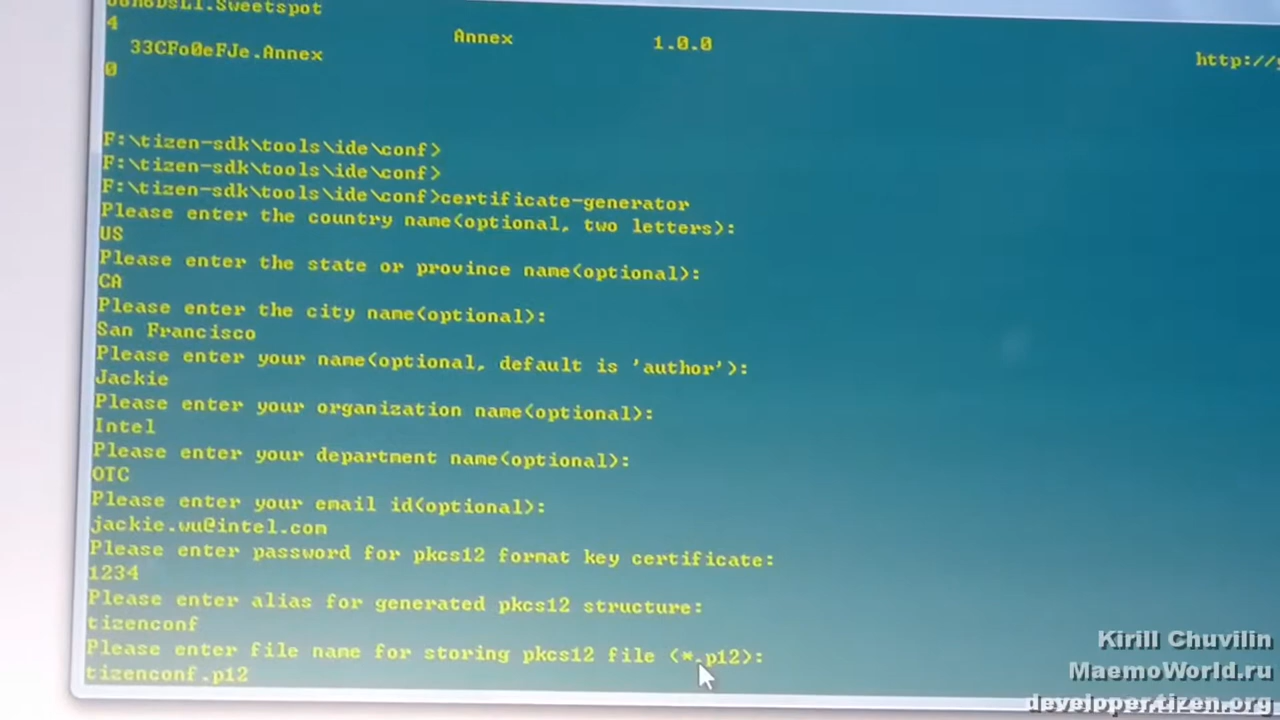 4
Annex 1.0.0
33CFo0eFJe.Annex http://
0
F:\tizen-sdk\tools\ide\conf>
F:\tizen-sdk\tools\ide\conf>
F:\tizen-sdk\tools\ide\conf>certificate-generator
Please enter the country name(optional, two letters):
US
Please enter the state or province name(optional):
CA
Please enter the city name(optional):
San Francisco
Please enter your name(optional, default is 'author'):
Jackie
Please enter your organization name(optional):
Intel
Please enter your department name(optional):
OTC
Please enter your email id(optional):
jackie.wu@intel.com
Please enter password for pkcs12 format key certificate:
1234
Please enter alias for generated pkcs12 structure:
tizenconf
Please enter file name for storing pkcs12 file (*.p12):
tizenconf.p12
Kirill Chuvilin
MaemoWorld.ru
developer.tizen.org